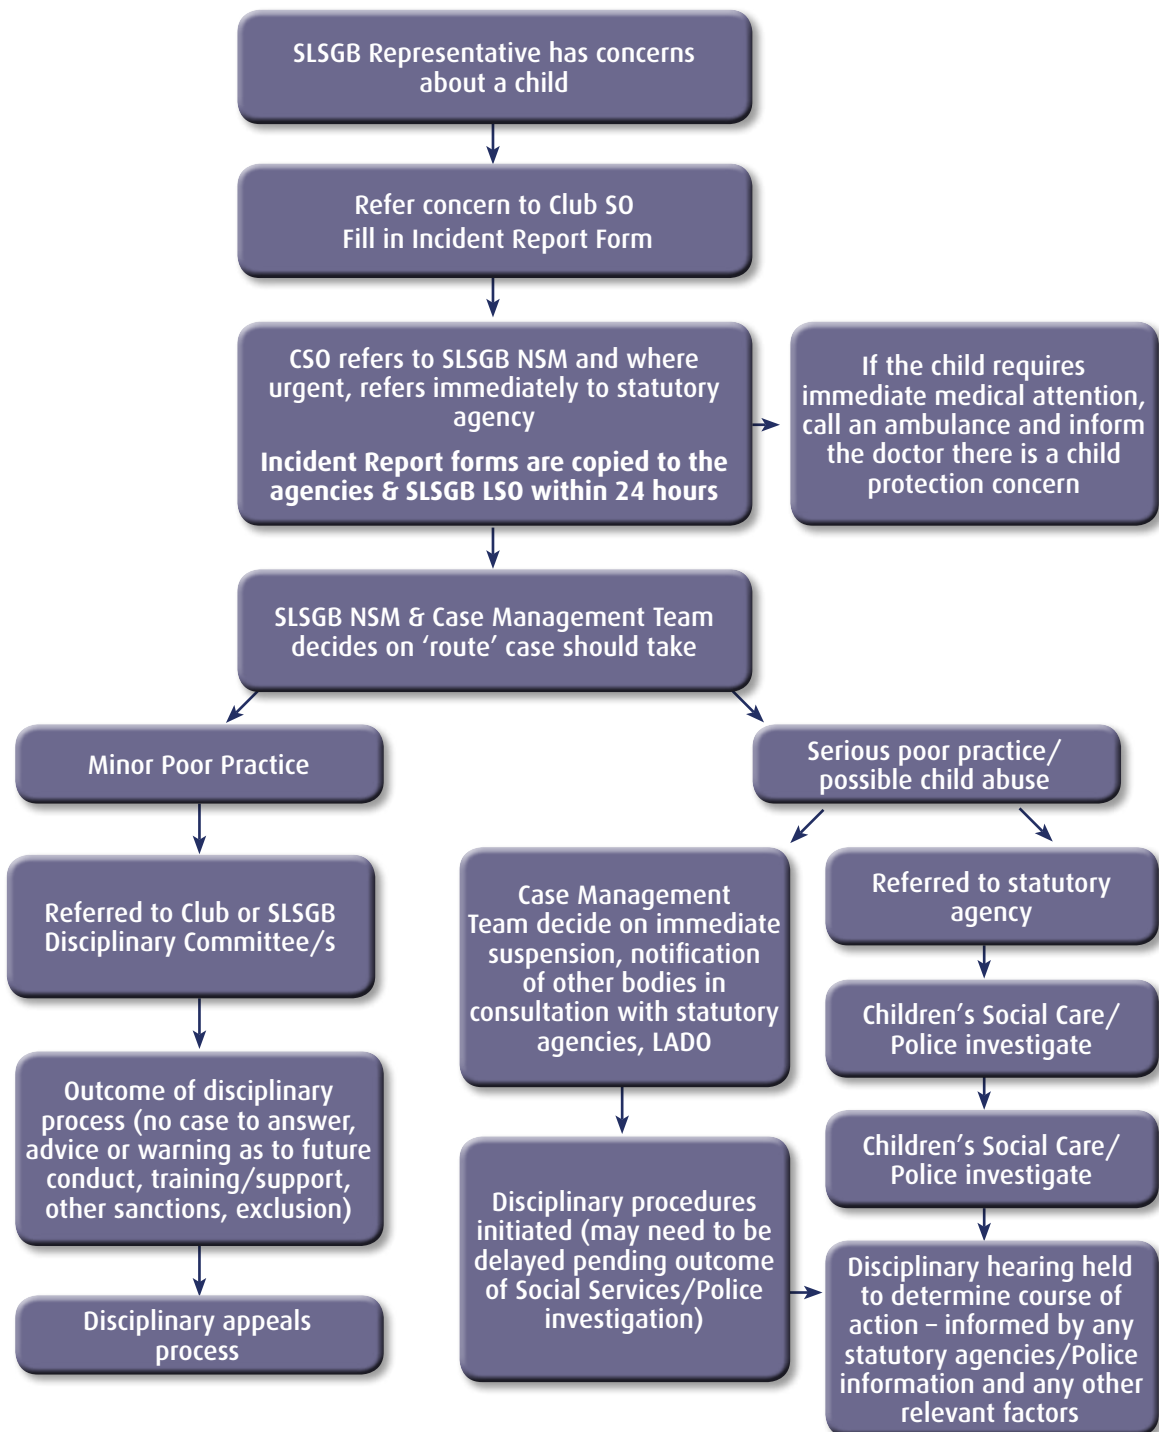 SLSGB Representative has concerns
about a child
Refer concern to Club SO
Fill in Incident Report Form
CSO refers to SLSGB NSM and where
urgent, refers immediately to statutory
agency
Incident Report forms are copied to the
agencies & SLSGB LSO within 24 hours
If the child requires
immediate medical attention,
call an ambulance and inform
the doctor there is a child
protection concern
SLSGB NSM & Case Management Team
decides on ‘route’ case should take
Minor Poor Practice
Referred to Club or SLSGB
Disciplinary Committee/s
Outcome of disciplinary
process (no case to answer,
advice or warning as to future
conduct, training/support,
other sanctions, exclusion)
Disciplinary appeals
process
Serious poor practice/
possible child abuse
Case Management
Team decide on immediate
suspension, notification
of other bodies in
consultation with statutory
agencies, LADO
Disciplinary procedures
initiated (may need to be
delayed pending outcome
of Social Services/Police
investigation)
Referred to statutory
agency
Children’s Social Care/
Police investigate
Children’s Social Care/
Police investigate
Disciplinary hearing held
to determine course of
action – informed by any
statutory agencies/Police
information and any other
relevant factors